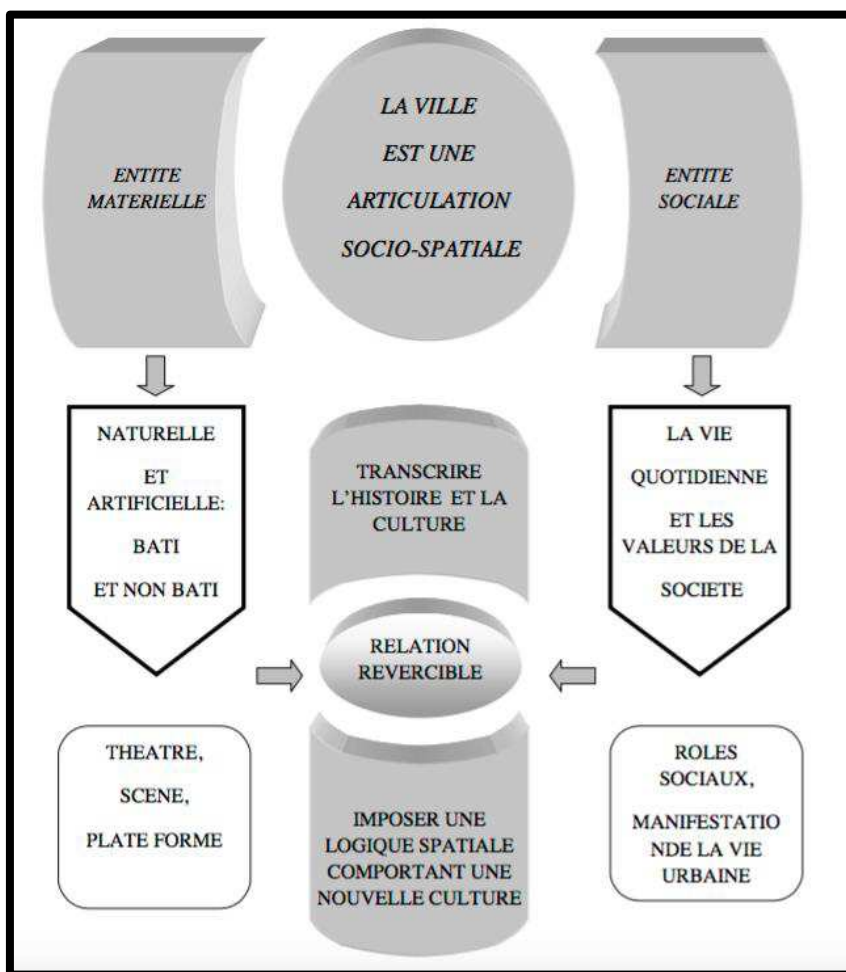 LA VILLE
EST UNE
ARTICULATION
SOCIO-SPATIALE
ENTITE
MATERIELLE
ENTITE
SOCIALE
NATURELLE
ET
ARTIFICIELLE:
BATI
ET NON BATI
TRANSCRIRE
L'HISTOIRE ET LA
CULTURE
LA VIE
QUOTIDIENNE
ET LES
VALEURS DE LA
SOCIETE
RELATION
REVERCIBLE
THEATRE,
SCENE,
PLATE FORME
IMPOSER UNE
LOGIQUE SPATIALE
COMPORTANT UNE
NOUVELLE CULTURE
ROLES
SOCIAUX,
MANIFESTATIO
NDE LA VIE
URBAINE